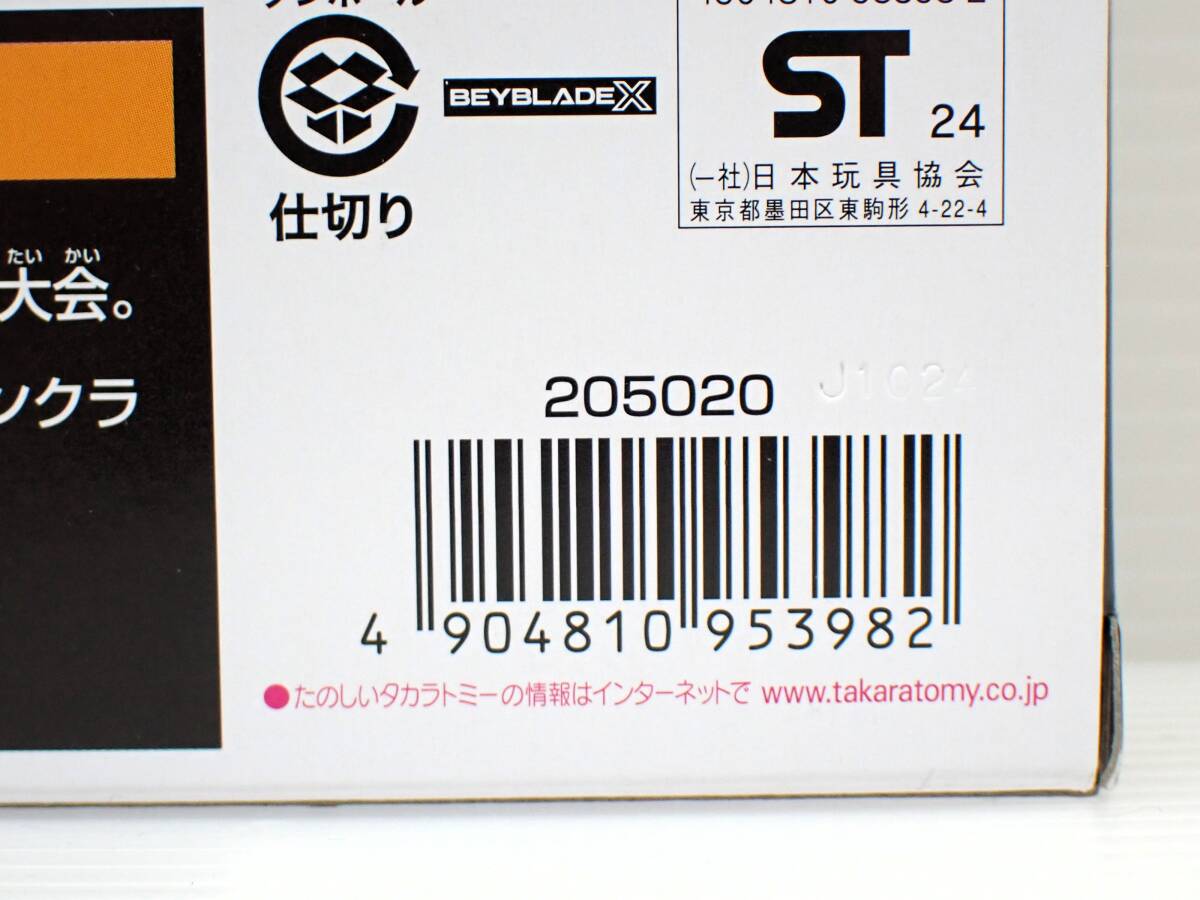 BEYBLADE X
仕切り
ST 24
(一社)日本玩具協会
東京都墨田区東駒形 4-22-4
たい かい
大会。
ンクラ
205020
J1024
4 904810 953982
●たのしいタカラトミーの情報はインターネットで www.takaratomy.co.jp